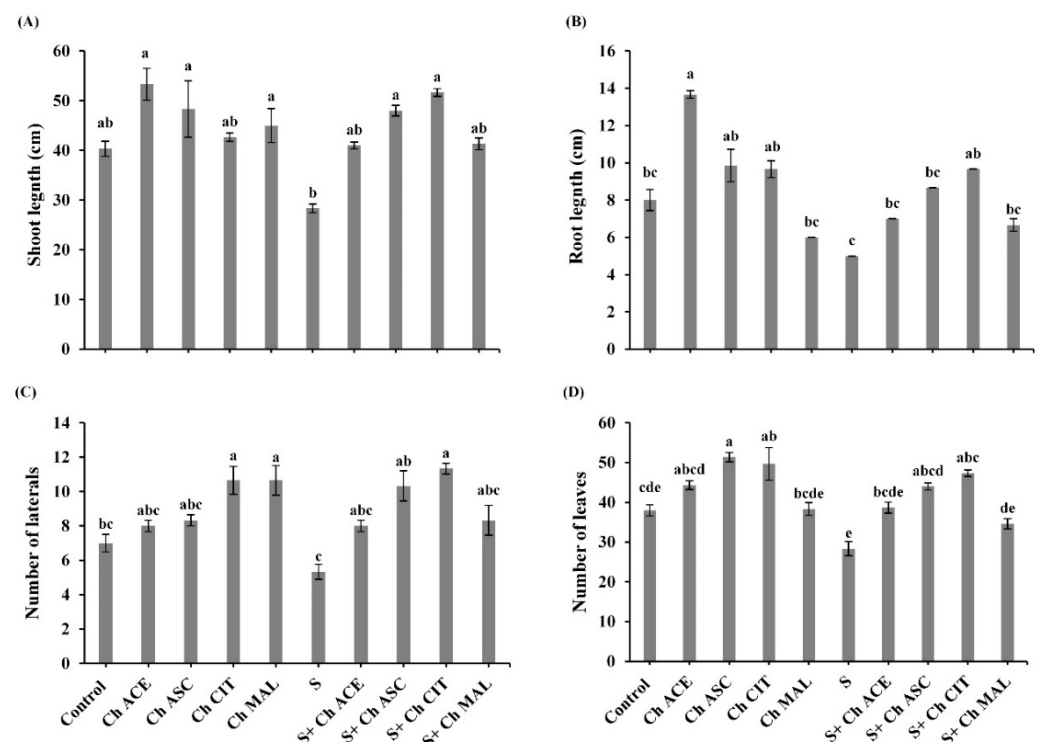 (A)
Shoot legnth (cm)
60
50
40
30
20
10
0
ab
a
a
ab
a
b
ab
a
a
ab
(B)
Root legnth (cm)
16
14
12
10
8
6
4
2
0
bc
a
ab
ab
bc
c
bc
bc
ab
bc
(C)
Number of laterals
14
12
10
8
6
4
2
0
bc
abc
abc
a
a
c
abc
ab
a
abc
Control
Ch ACE
Ch ASC
Ch CIT
Ch MAL
S
S+ Ch ACE
S+ Ch ASC
S+ Ch CIT
S+ Ch MAL
(D)
Number of leaves
60
50
40
30
20
10
0
cde
abcd
a
ab
bcde
e
bcde
abcd
abc
de
Control
Ch ACE
Ch ASC
Ch CIT
Ch MAL
S
S+ Ch ACE
S+ Ch ASC
S+ Ch CIT
S+ Ch MAL